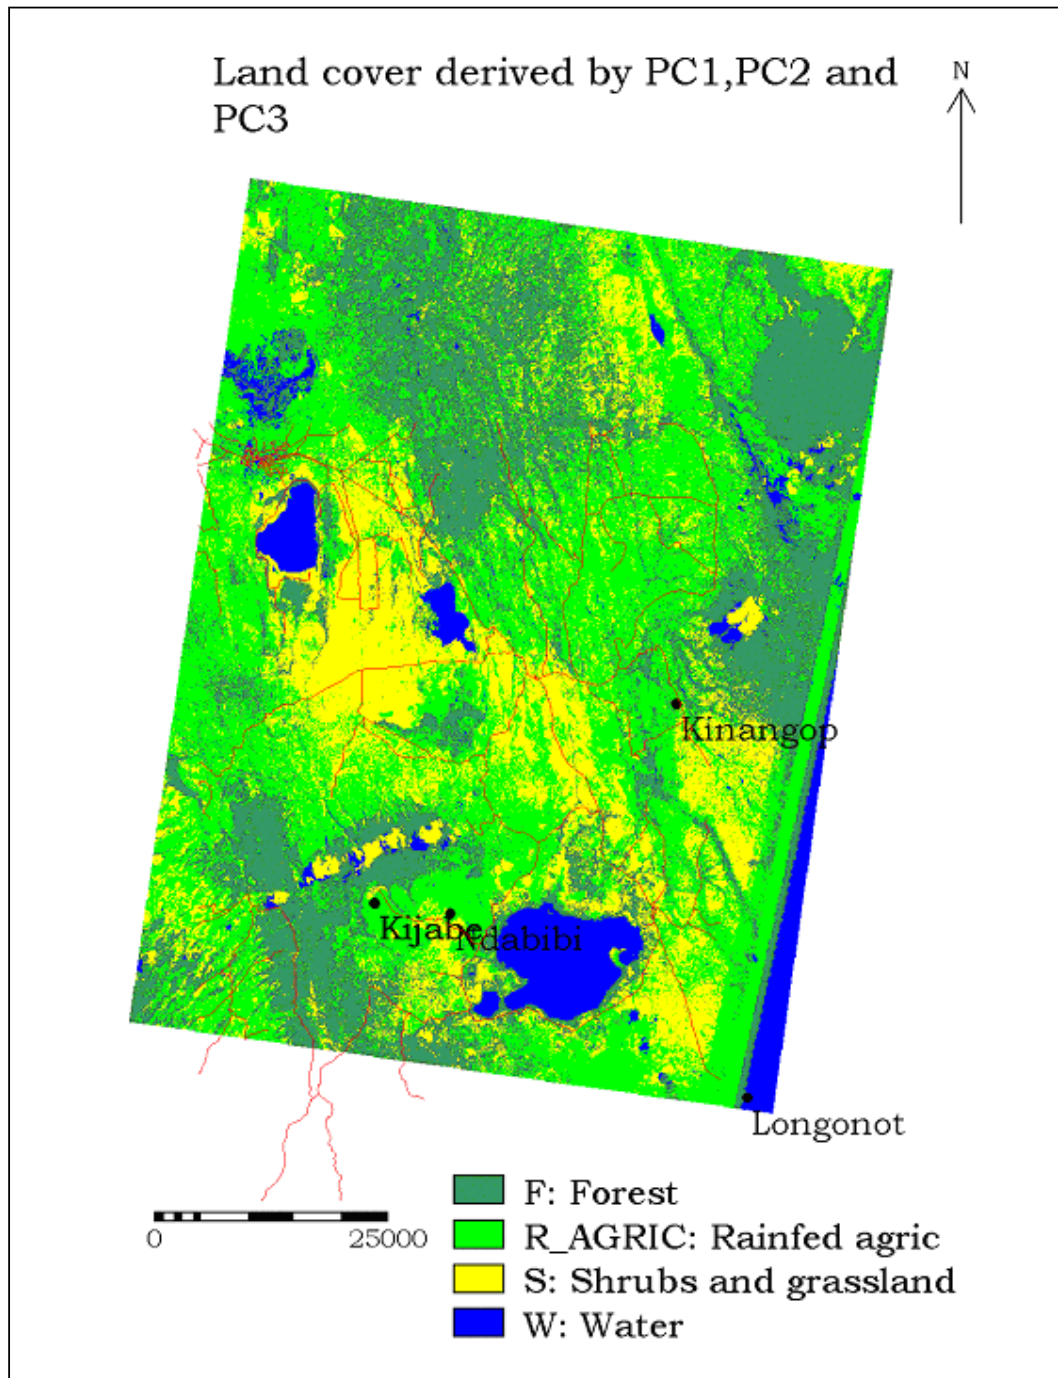 Land cover derived by PC1,PC2 and
PC3
N
Kinangop
Kijabe
Ndabibi
Longonot
F: Forest
R_AGRIC: Rainfed agric
0 25000
S: Shrubs and grassland
W: Water